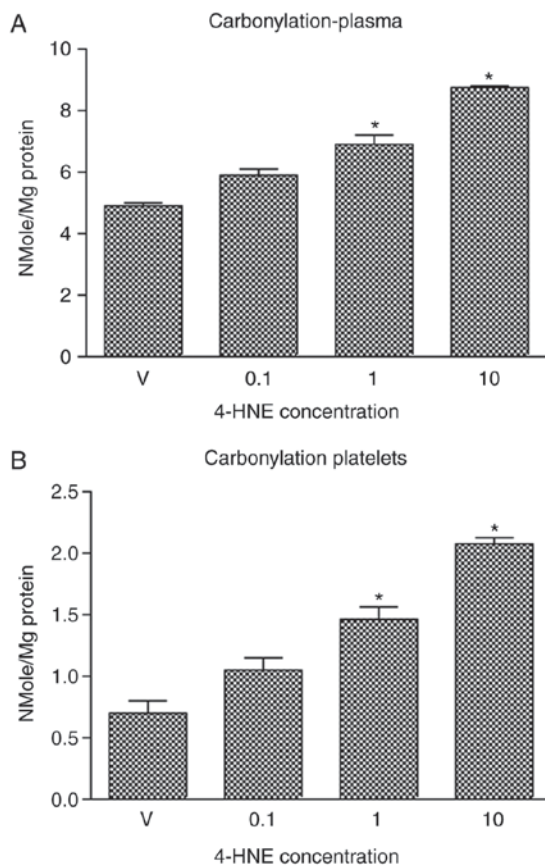 A
Carbonylation-plasma
NMole/Mg protein
10
8
6
4
2
0
*
*
V 0.1 1 10
4-HNE concentration
B
Carbonylation platelets
NMole/Mg protein
2.5
2.0
1.5
1.0
0.5
0.0
*
*
V 0.1 1 10
4-HNE concentration